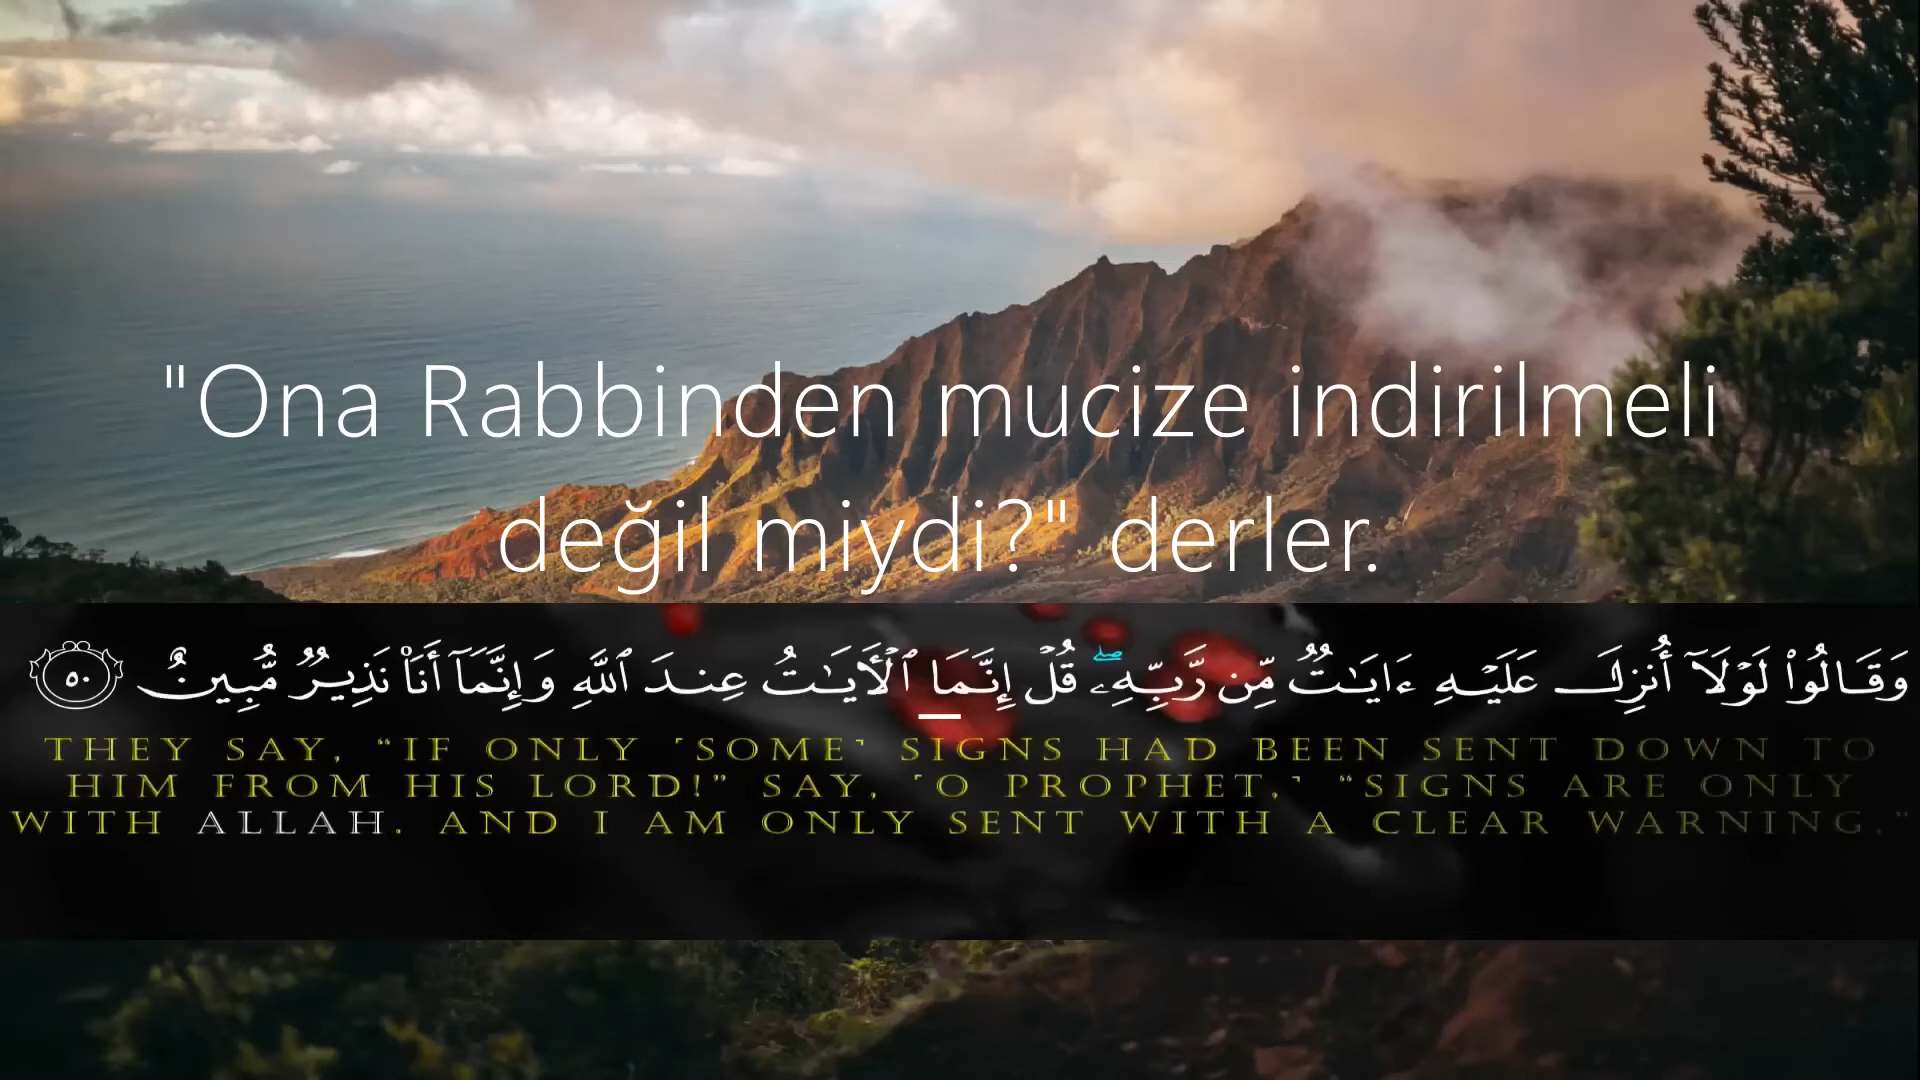 "Ona Rabbinden mucize indirilmeli
değil miydi?" derler.
وَقَالُوا۟ لَوْلَآ أُنزِلَ عَلَيْهِ ءَايَـٰتٌ مِّن رَّبِّهِۦ ۖ قُلْ إِنَّمَا ٱلْـَٔايَـٰتُ عِندَ ٱللَّهِ وَإِنَّمَآ أَنَا۠ نَذِيرٌ مُّبِينٌ ٥٠
THEY SAY, “IF ONLY ˹SOME˺ SIGNS HAD BEEN SENT DOWN TO
HIM FROM HIS LORD!” SAY, ˹O PROPHET,˺ “SIGNS ARE ONLY
WITH ALLAH. AND I AM ONLY SENT WITH A CLEAR WARNING.”